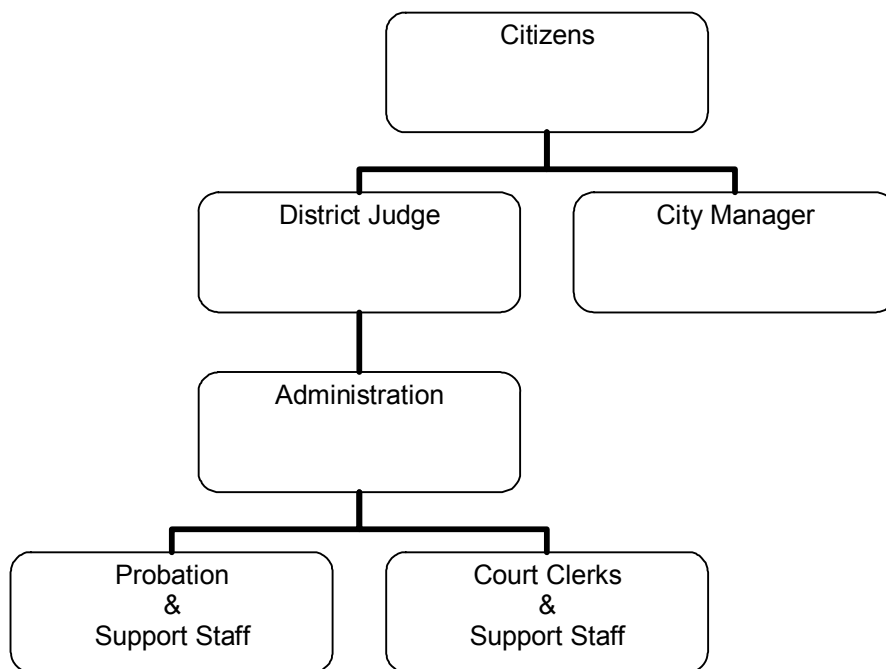 Citizens
District Judge
City Manager
Administration
Probation
&
Support Staff
Court Clerks
&
Support Staff